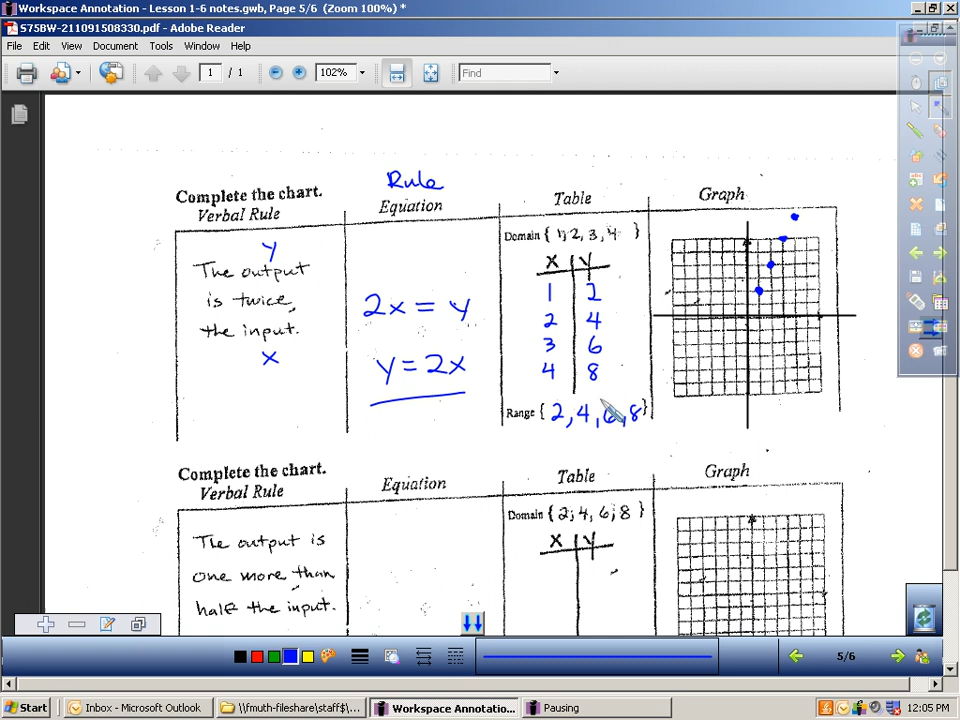 Workspace Annotation - Lesson 1-6 notes.gwb, Page 5/6 (Zoom 100%) *
S75BW-211091508330.pdf - Adobe Reader
File Edit View Document Tools Window Help
1 / 1 102% Find
Rule
Complete the chart.
Verbal Rule Equation Table Graph
Domain { 1, 2, 3, 4 }
y
The output
is twice
the input.
x
2x = y
y = 2x
X Y
1 2
2 4
3 6
4 8
Range { 2, 4, 6, 8 }
Complete the chart.
Verbal Rule Equation Table Graph
Domain { 2, 4, 6, 8 }
The output is
one more than
half the input.
X Y
5/6
Start Inbox - Microsoft Outlook \\fmuth-fileshare\staff$\... Workspace Annotatio... Pausing 12:05 PM